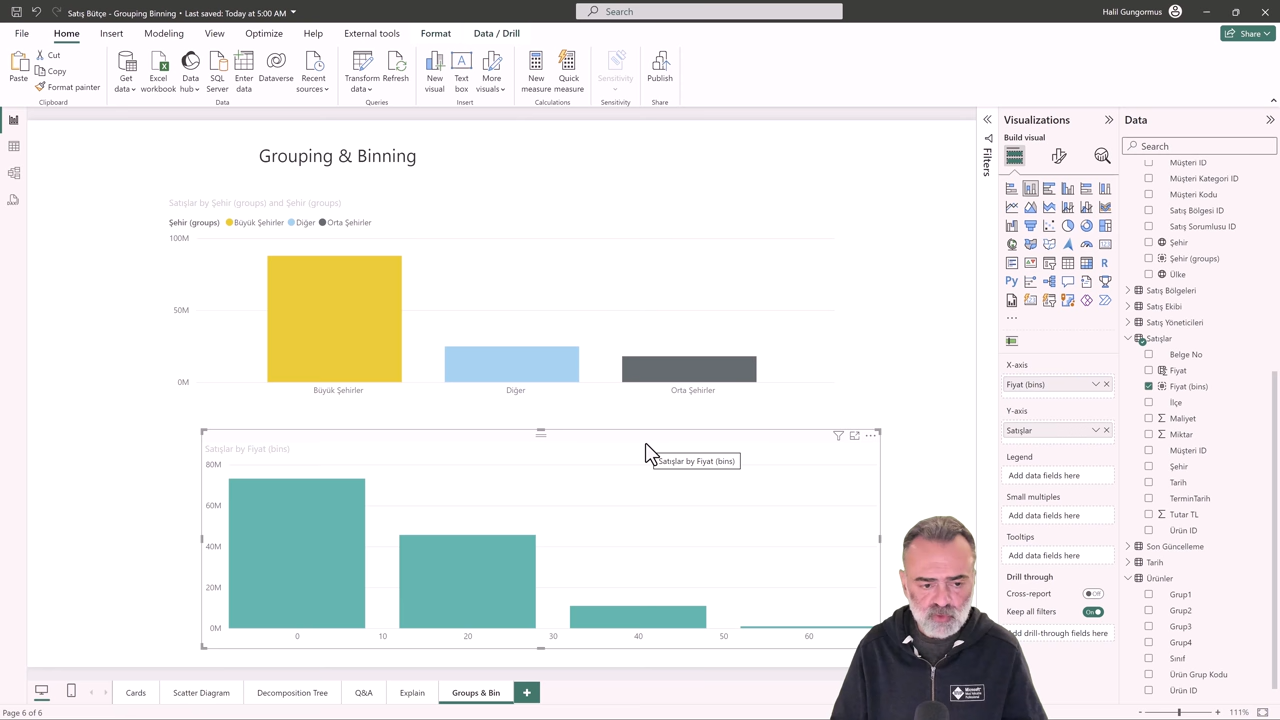 Satış Bütçe - Grouping Binning • Last saved: Today at 5:00 AM
Search
Halil Gungormus
File Home Insert Modeling View Optimize Help External tools Format Data / Drill
Share
Paste
Cut
Copy
Format painter
Clipboard
Get data
Excel workbook
Data hub
SQL Server
Enter data
Dataverse
Recent sources
Data
Transform data
Refresh
Queries
New visual
Text box
More visuals
Insert
New measure
Quick measure
Calculations
Sensitivity
Sensitivity
Publish
Share
Grouping & Binning
Satışlar by Şehir (groups) and Şehir (groups)
Şehir (groups) Büyük Şehirler Diğer Orta Şehirler
100M
50M
0M
Büyük Şehirler Diğer Orta Şehirler
Satışlar by Fiyat (bins)
Satışlar by Fiyat (bins)
80M
60M
40M
20M
0M
0 10 20 30 40 50 60
Filters
Visualizations
Build visual
R
Py
X-axis
Fiyat (bins)
Y-axis
Satışlar
Legend
Add data fields here
Small multiples
Add data fields here
Tooltips
Add data fields here
Drill through
Cross-report
Off
Keep all filters
On
Add drill-through fields here
Data
Search
Müşteri ID
Müşteri Kategori ID
Müşteri Kodu
Satış Bölgesi ID
Satış Sorumlusu ID
Şehir
Şehir (groups)
Ülke
Satış Bölgeleri
Satış Ekibi
Satış Yöneticileri
Satışlar
Belge No
Fiyat
Fiyat (bins)
İlçe
Maliyet
Miktar
Müşteri ID
Şehir
Tarih
TerminTarih
Tutar TL
Ürün ID
Son Güncelleme
Tarih
Ürünler
Grup1
Grup2
Grup3
Grup4
Sınıf
Ürün Grup Kodu
Ürün ID
Cards Scatter Diagram Decomposition Tree Q&A Explain Groups & Bin
Page 6 of 6
111%